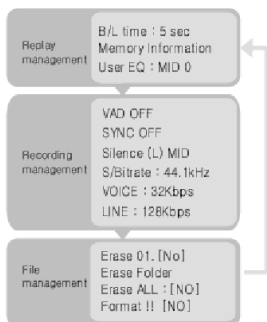 Replay
management
B/L time : 5 sec
Memory Information
User EQ : MID 0
Recording
management
VAD OFF
SYNC OFF
Silence (L) MID
S/Bitrate : 44.1kHz
VOICE : 32Kbps
LINE : 128Kbps
File
management
Erase 01. [No]
Erase Folder
Erase ALL : [NO]
Format !! [NO]